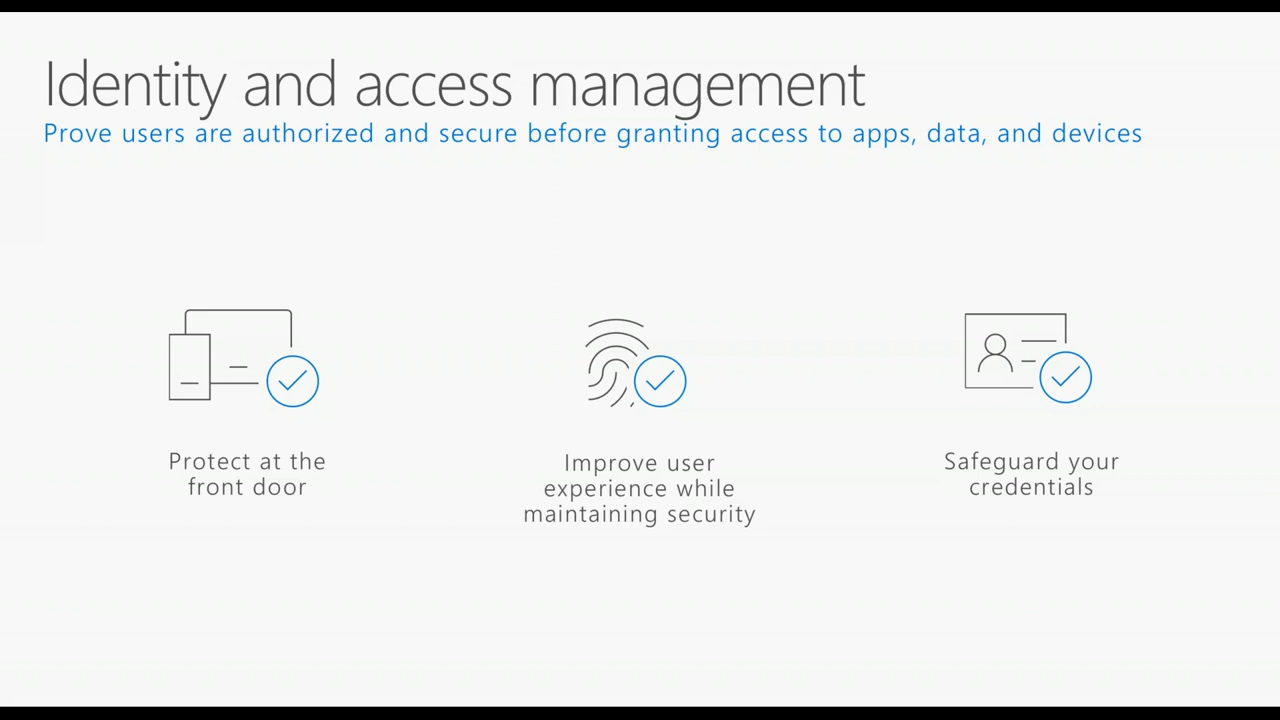 Identity and access management
Prove users are authorized and secure before granting access to apps, data, and devices
Protect at the
front door
Improve user
experience while
maintaining security
Safeguard your
credentials